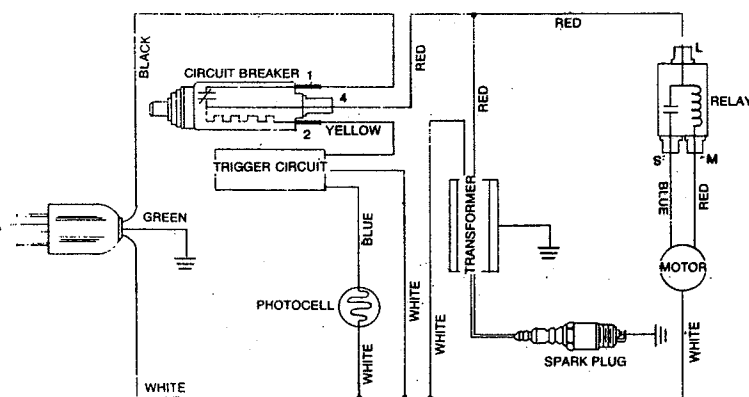 BLACK
CIRCUIT BREAKER
1
4
2
YELLOW
RED
RED
RED
L
RELAY
S
M
BLUE
RED
TRIGGER CIRCUIT
GREEN
BLUE
TRANSFORMER
MOTOR
PHOTOCELL
WHITE
WHITE
WHITE
SPARK PLUG
WHITE
WHITE